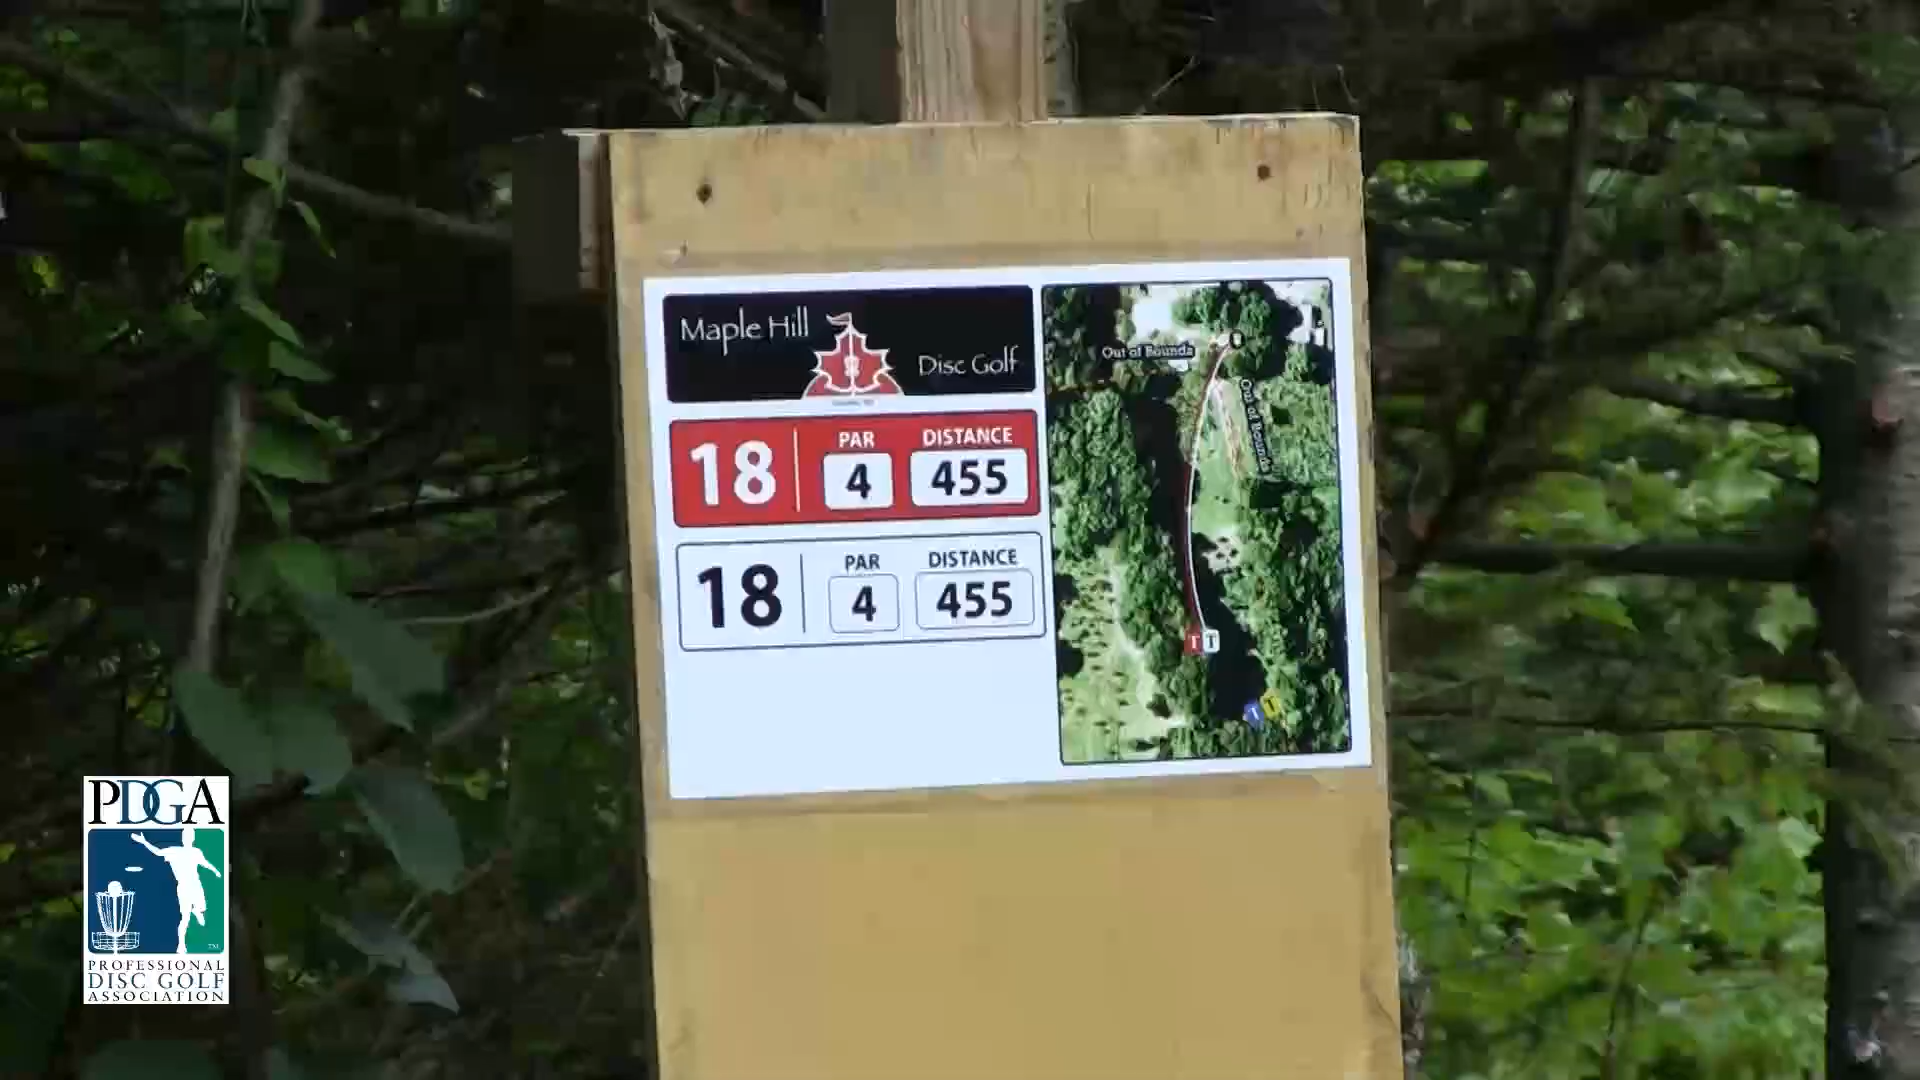 Maple Hill
Disc Golf
18 PAR 4 DISTANCE 455
18 PAR 4 DISTANCE 455
Out of Bounds
Out of Bounds
T T
T T
PDGA
PROFESSIONAL
DISC GOLF
ASSOCIATION
TM